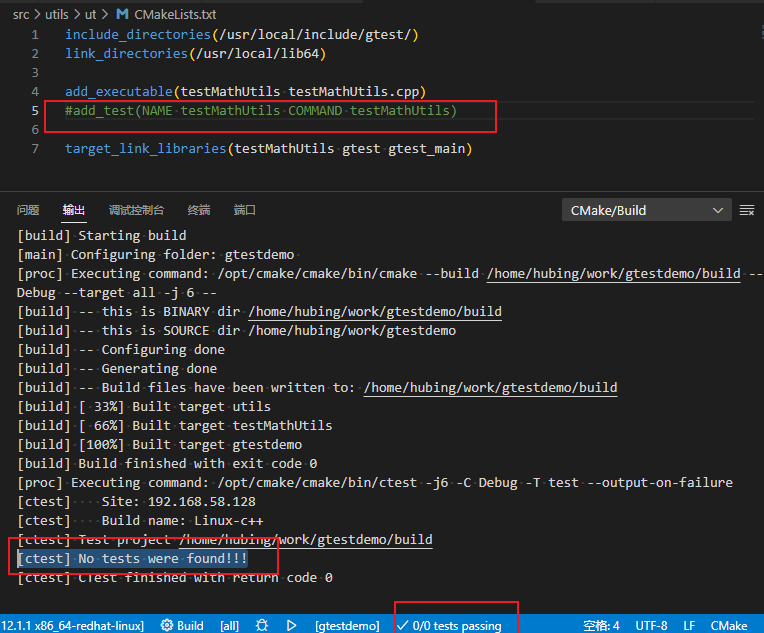 src > utils > ut > M CMakeLists.txt
1 include_directories(/usr/local/include/gtest/)
2 link_directories(/usr/local/lib64)
3
4 add_executable(testMathUtils testMathUtils.cpp)
5 #add_test(NAME testMathUtils COMMAND testMathUtils)
6
7 target_link_libraries(testMathUtils gtest gtest_main)
问题 输出 调试控制台 终端 端口 CMake/Build
[build] Starting build
[main] Configuring folder: gtestdemo
[proc] Executing command: /opt/cmake/cmake/bin/cmake --build /home/hubing/work/gtestdemo/build --
Debug --target all -j 6 --
[build] -- this is BINARY dir /home/hubing/work/gtestdemo/build
[build] -- this is SOURCE dir /home/hubing/work/gtestdemo
[build] -- Configuring done
[build] -- Generating done
[build] -- Build files have been written to: /home/hubing/work/gtestdemo/build
[build] [ 33%] Built target utils
[build] [ 66%] Built target testMathUtils
[build] [100%] Built target gtestdemo
[build] Build finished with exit code 0
[proc] Executing command: /opt/cmake/cmake/bin/ctest -j6 -C Debug -T test --output-on-failure
[ctest]    Site: 192.168.58.128
[ctest]    Build name: Linux-c++
[ctest] Test project /home/hubing/work/gtestdemo/build
[ctest] No tests were found!!!
[ctest] CTest finished with return code 0
12.1.1 x86_64-redhat-linux] Build [all] [gtestdemo] 0/0 tests passing 空格: 4 UTF-8 LF CMake